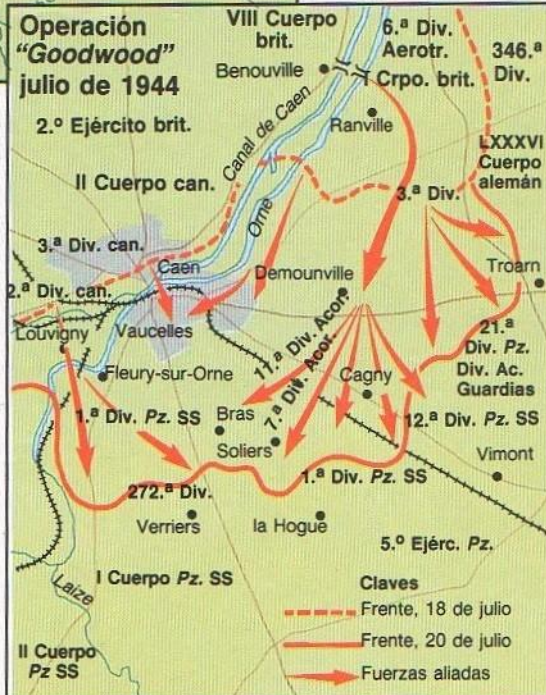 Operación
"Goodwood"
julio de 1944
VIII Cuerpo
brit.
6.ª Div.
Aerotr.
Crpo. brit.
346.ª
Div.
Benouville
Ranville
2.º Ejército brit.
Canal de Caen
II Cuerpo can.
LXXXVI
Cuerpo
alemán
Orne
3.ª Div.
3.ª Div. can.
Caen
Demounville
Troarn
2.ª Div. can.
Louvigny
Vaucelles
11.ª Div. Acor.
7.ª Div. Acor.
21.ª
Div. Pz.
Div. Ac.
Guardias
Fleury-sur-Orne
Cagny
1.ª Div. Pz. SS
Bras
12.ª Div. Pz. SS
Soliers
Vimont
1.ª Div. Pz. SS
272.ª Div.
Verriers
la Hogue
5.º Ejérc. Pz.
I Cuerpo Pz. SS
Laize
II Cuerpo
Pz SS
Claves
Frente, 18 de julio
Frente, 20 de julio
Fuerzas aliadas